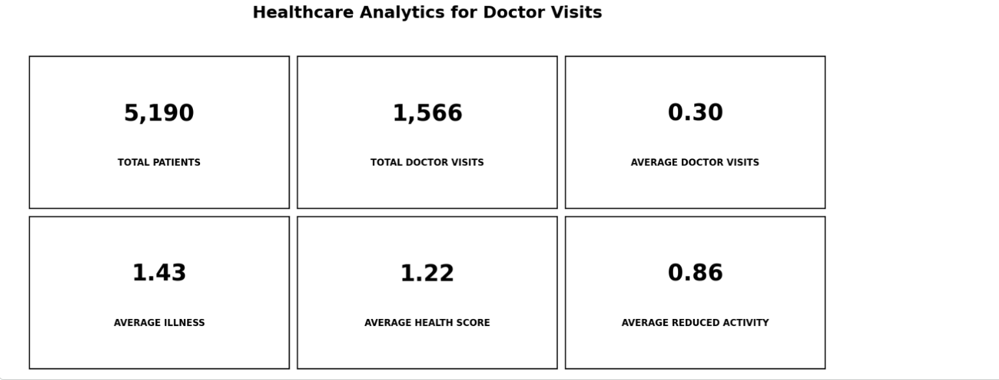 Healthcare Analytics for Doctor Visits
5,190
TOTAL PATIENTS
1,566
TOTAL DOCTOR VISITS
0.30
AVERAGE DOCTOR VISITS
1.43
AVERAGE ILLNESS
1.22
AVERAGE HEALTH SCORE
0.86
AVERAGE REDUCED ACTIVITY